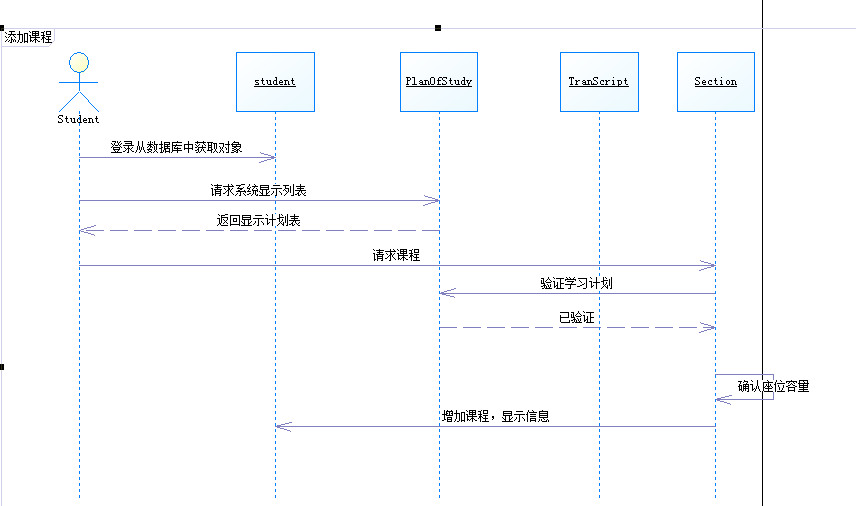 添加课程
Student
student
PlanOfStudy
TranScript
Section
登录从数据库中获取对象
请求系统显示列表
返回显示计划表
请求课程
验证学习计划
已验证
确认座位容量
增加课程，显示信息